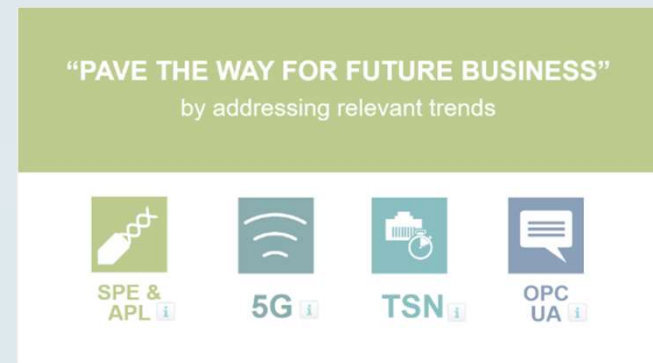 “PAVE THE WAY FOR FUTURE BUSINESS”
by addressing relevant trends
SPE &
APL i
5G i
TSN i
OPC
UA i